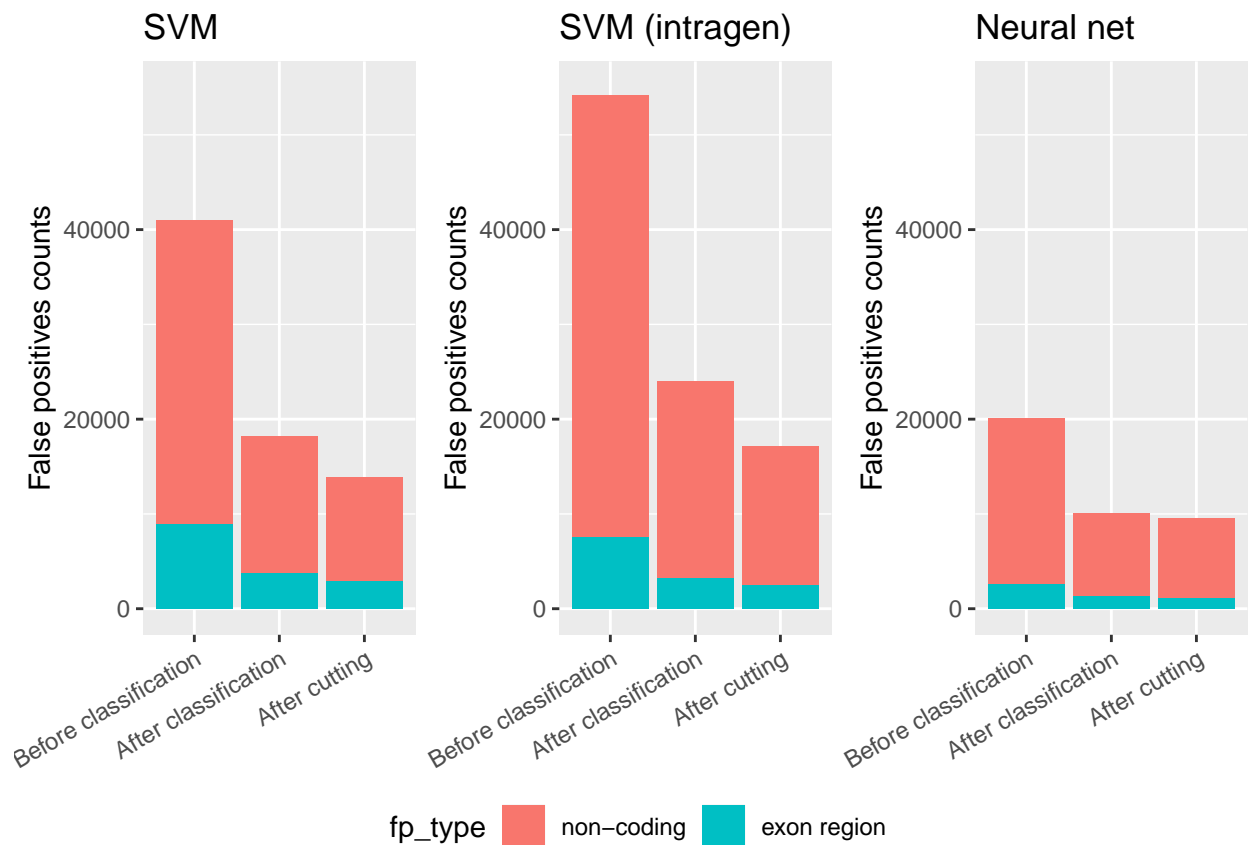 SVM
SVM (intragen)
Neural net
False positives counts
40000
20000
0
Before classification
After classification
After cutting
False positives counts
40000
20000
0
Before classification
After classification
After cutting
False positives counts
40000
20000
0
Before classification
After classification
After cutting
fp_type non−coding exon region